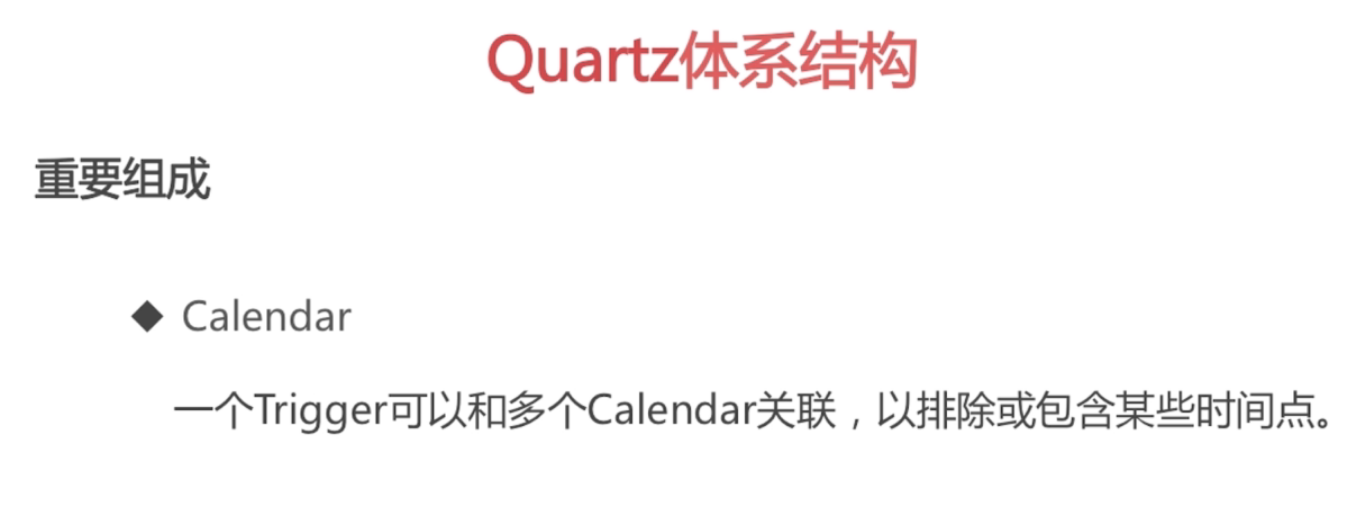 Quartz体系结构
重要组成
◆ Calendar
一个Trigger可以和多个Calendar关联，以排除或包含某些时间点。